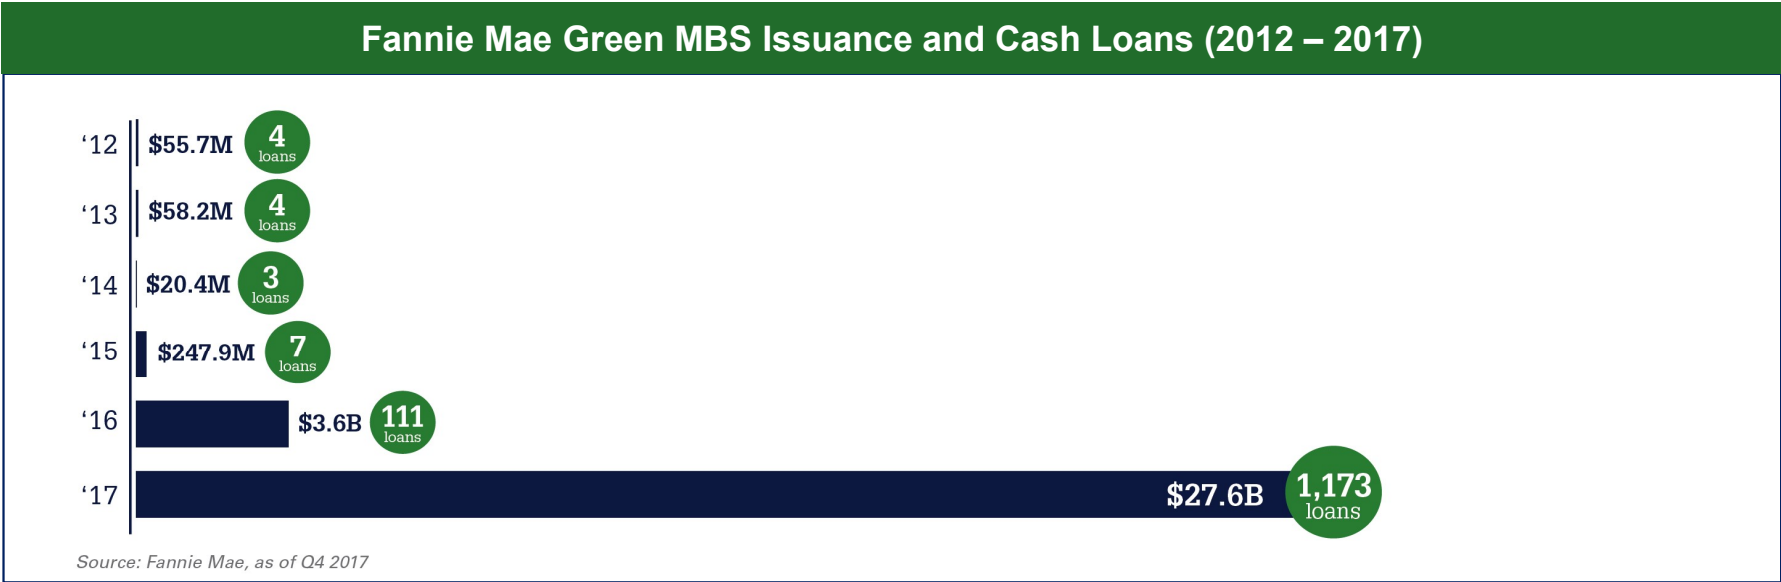 Fannie Mae Green MBS Issuance and Cash Loans (2012 – 2017)
‘12 $55.7M 4 loans
‘13 $58.2M 4 loans
‘14 $20.4M 3 loans
‘15 $247.9M 7 loans
‘16 $3.6B 111 loans
‘17 $27.6B 1,173 loans
Source: Fannie Mae, as of Q4 2017